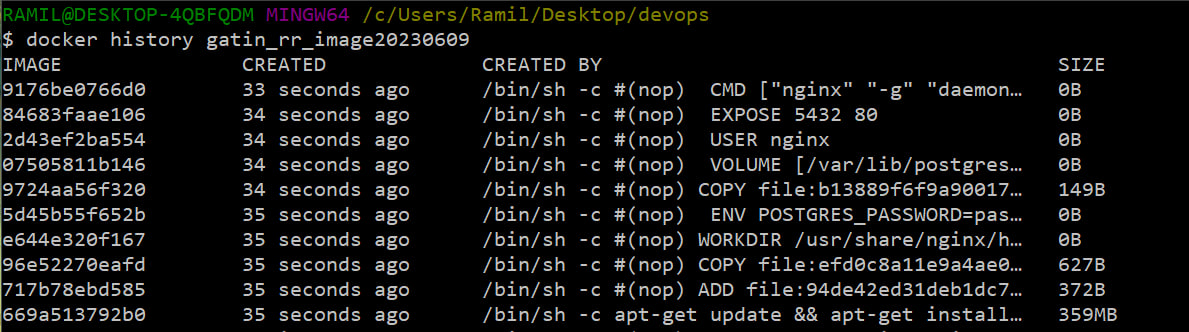 RAMIL@DESKTOP-4QBFQDM MINGW64 /c/Users/Ramil/Desktop/devops
$ docker history gatin_rr_image20230609
IMAGE CREATED CREATED BY SIZE
9176be0766d0 33 seconds ago /bin/sh -c #(nop) CMD ["nginx" "-g" "daemon… 0B
84683faae106 34 seconds ago /bin/sh -c #(nop) EXPOSE 5432 80 0B
2d43ef2ba554 34 seconds ago /bin/sh -c #(nop) USER nginx 0B
07505811b146 34 seconds ago /bin/sh -c #(nop) VOLUME [/var/lib/postgres… 0B
9724aa56f320 34 seconds ago /bin/sh -c #(nop) COPY file:b13889f6f9a90017… 149B
5d45b55f652b 35 seconds ago /bin/sh -c #(nop) ENV POSTGRES_PASSWORD=pas… 0B
e644e320f167 35 seconds ago /bin/sh -c #(nop) WORKDIR /usr/share/nginx/h… 0B
96e52270eafd 35 seconds ago /bin/sh -c #(nop) COPY file:efd0c8a11e9a4ae0… 627B
717b78ebd585 35 seconds ago /bin/sh -c #(nop) ADD file:94de42ed31deb1dc7… 372B
669a513792b0 35 seconds ago /bin/sh -c apt-get update && apt-get install… 359MB